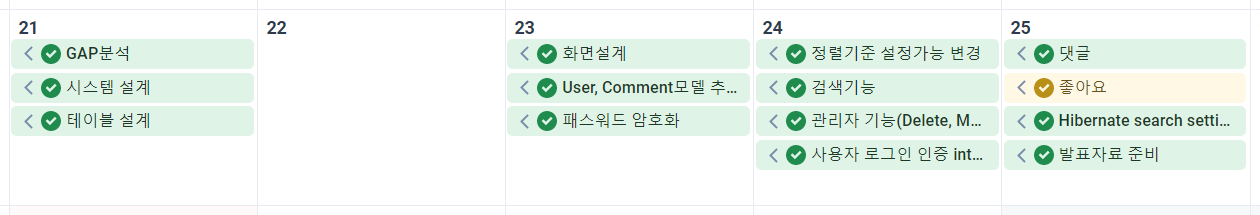 21
GAP분석
시스템 설계
테이블 설계
22
23
화면설계
User, Comment모델 추...
패스워드 암호화
24
정렬기준 설정가능 변경
검색기능
관리자 기능(Delete, M...
사용자 로그인 인증 int...
25
댓글
좋아요
Hibernate search setti...
발표자료 준비